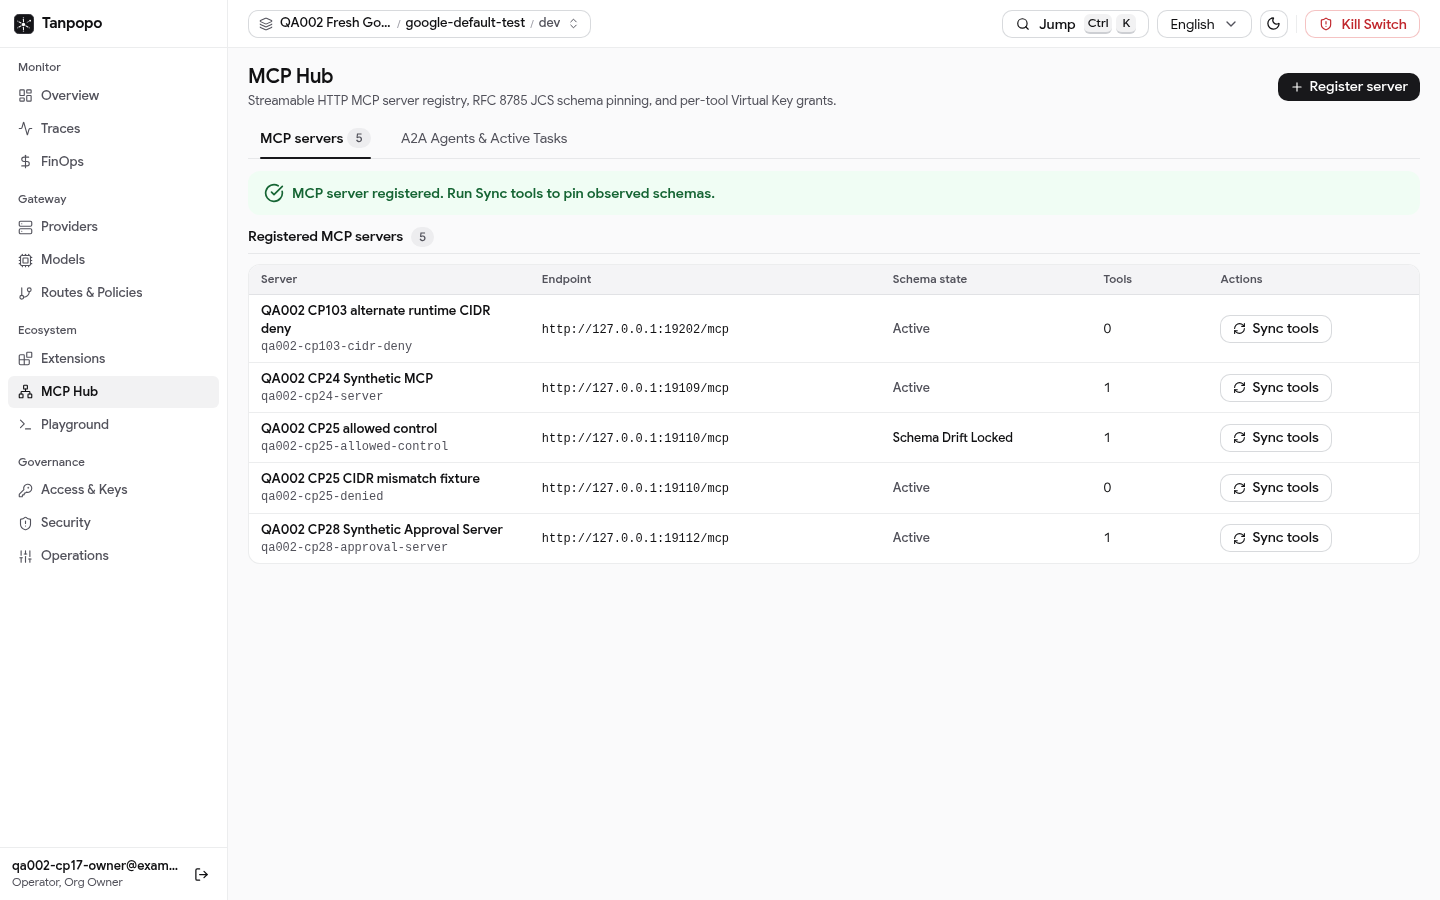 Tanpopo
QA002 Fresh Go... / google-default-test / dev
Jump Ctrl K
English
Kill Switch
Monitor
Overview
Traces
FinOps
Gateway
Providers
Models
Routes & Policies
Ecosystem
Extensions
MCP Hub
Playground
Governance
Access & Keys
Security
Operations
qa002-cp17-owner@exam...
Operator, Org Owner
MCP Hub
Streamable HTTP MCP server registry, RFC 8785 JCS schema pinning, and per-tool Virtual Key grants.
+ Register server
MCP servers 5 A2A Agents & Active Tasks
MCP server registered. Run Sync tools to pin observed schemas.
Registered MCP servers 5
Server Endpoint Schema state Tools Actions
QA002 CP103 alternate runtime CIDR
deny
qa002-cp103-cidr-deny
http://127.0.0.1:19202/mcp Active 0 Sync tools
QA002 CP24 Synthetic MCP
qa002-cp24-server
http://127.0.0.1:19109/mcp Active 1 Sync tools
QA002 CP25 allowed control
qa002-cp25-allowed-control
http://127.0.0.1:19110/mcp Schema Drift Locked 1 Sync tools
QA002 CP25 CIDR mismatch fixture
qa002-cp25-denied
http://127.0.0.1:19110/mcp Active 0 Sync tools
QA002 CP28 Synthetic Approval Server
qa002-cp28-approval-server
http://127.0.0.1:19112/mcp Active 1 Sync tools